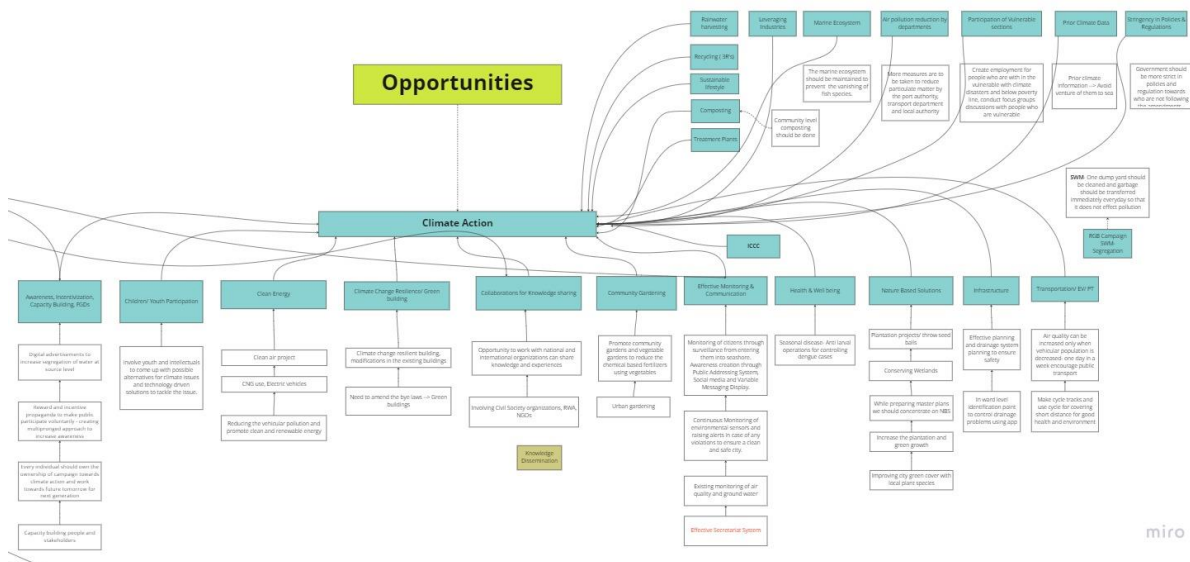 Opportunities
Rainwater
harvesting
Leveraging
Industries
Marine Ecosystem
Air pollution reduction by
departments
Participation of Vulnerable
sections
Prior Climate Data
Stringency in Policies &
Regulations
Recycling ( 3R's)
Sustainable
lifestyle
Composting
Treatment Plants
Community level
composting
should be done
The marine ecosystem
should be maintained to
prevent the vanishing of
fish species.
More measures are to
be taken to reduce
particulate matter by
the port authority,
transport department
and local authority
Create employment for
people who are with in the
vulnerable with climate
disasters and below poverty
line, conduct focus groups
discussions with people who
are vulnerable
Prior climate
information --> Avoid
venture of them to sea
Government should
be more strict in
policies and
regulation towards
who are not following
SWM- One dump yard should
be cleaned and garbage
should be transferred
immediately everyday so that
it does not effect pollution
RGB Campaign
SWM-
Segregation
Climate Action
ICCC
Awareness, Incentivization,
Capacity Building, FGDs
Children/ Youth Participation
Clean Energy
Climate Change Resilience/ Green
building
Collaborations for Knowledge sharing
Community Gardening
Effective Monitoring &
Communication
Health & Well being
Nature Based Solutions
Infrastructure
Transportation/ EV/ PT
Digital advertisements to
increase segregation of water at
source level
Reward and incentive
propaganda to make public
participate voluntarily - creating
multipronged approach to
increase awareness
Every individual should own the
ownership of campaign towards
climate action and work
towards future tomorrow for
next generation
Capacity building people and
stakeholders
Involve youth and intellectuals
to come up with possible
alternatives for climate issues
and technology driven
solutions to tackle the issue.
Clean air project
CNG use, Electric vehicles
Reducing the vehicular pollution and
promote clean and renewable energy
Climate change resilient building,
modifications in the existing buildings
Need to amend the bye laws --> Green
buildings
Opportunity to work with national and
international organizations can share
knowledge and experiences
Involving Civil Society organizations, RWA,
NGOs
Knowledge
Dissemination
Promote community
gardens and vegetable
gardens to reduce the
chemical based fertilizers
using vegetables
Urban gardening
Monitoring of citizens through
surveillance from entering
them into seashore.
Awareness creation through
Public Addressing System,
Social media and Variable
Messaging Display.
Continuous Monitoring of
environmental sensors and
raising alerts in case of any
violations to ensure a clean
and safe city.
Existing monitoring of air
quality and ground water
Effective Secretariat System
Seasonal disease- Anti larval
operations for controlling
dengue cases
Plantation projects/ throw seed
balls
Conserving Wetlands
While preparing master plans
we should concentrate on NBS
Increase the plantation and
green growth
Improving city green cover with
local plant species
Effective planning
and drainage system
planning to ensure
safety
In ward level
identification point
to control drainage
problems using app
Air quality can be
increased only when
vehicular population is
decreased- one day in a
week encourage public
transport
Make cycle tracks and
use cycle for covering
short distance for good
health and environment
miro